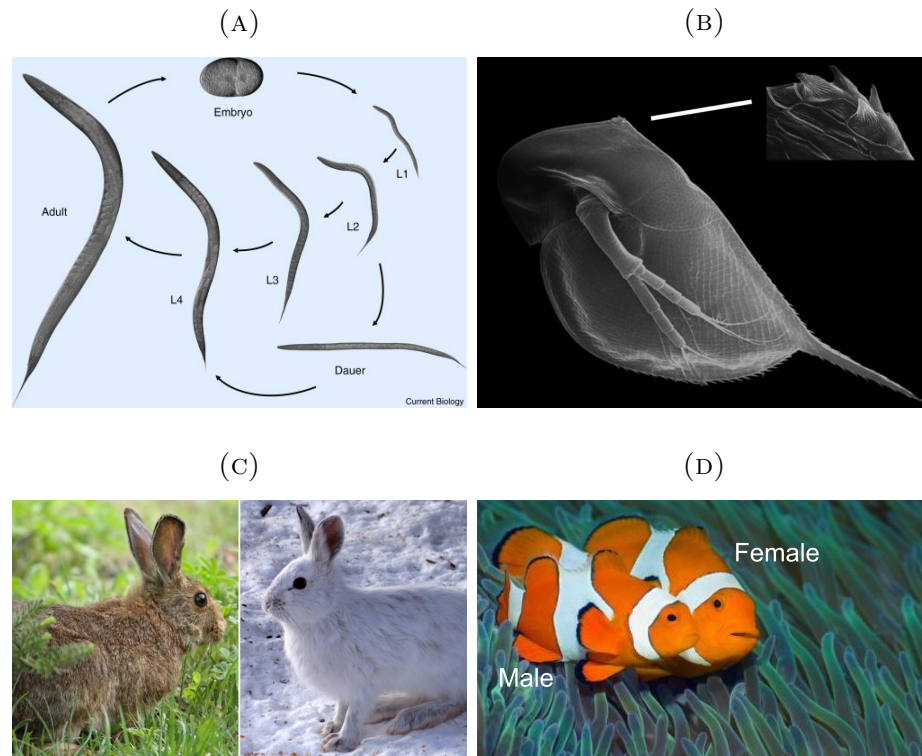 (A)
(B)
Embryo
L1
L2
L3
L4
Adult
Dauer
Current Biology
(C)
(D)
Female
Male